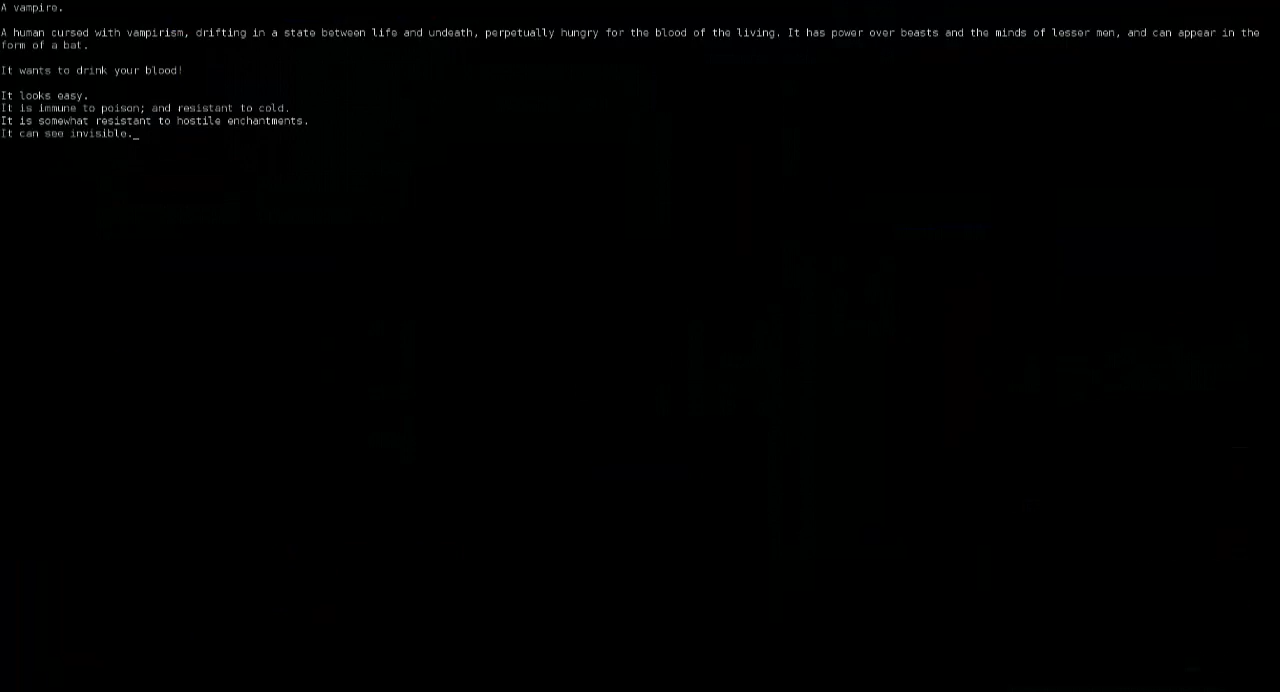 A vampire.
A human cursed with vampirism, drifting in a state between life and undeath, perpetually hungry for the blood of the living. It has power over beasts and the minds of lesser men, and can appear in the
form of a bat.
It wants to drink your blood!
It looks easy.
It is immune to poison; and resistant to cold.
It is somewhat resistant to hostile enchantments.
It can see invisible._